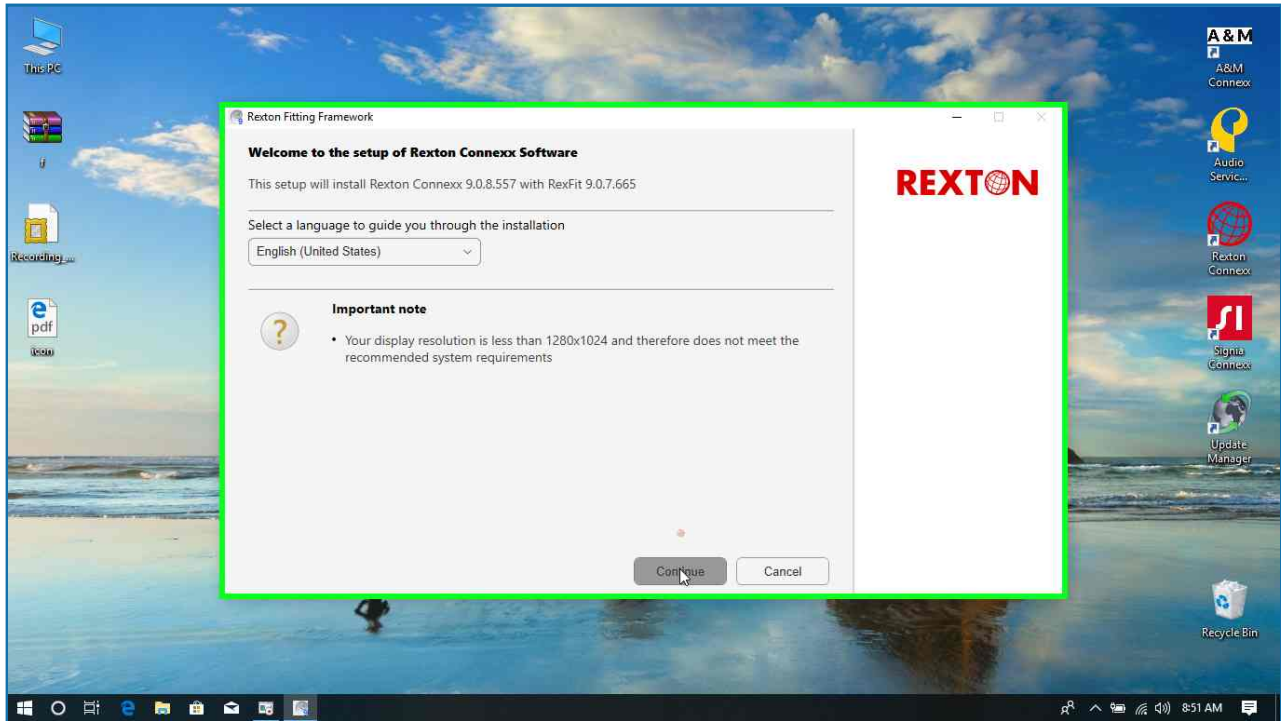 This PC
A & M
A&M
Connexx
Rexton Fitting Framework
Welcome to the setup of Rexton Connexx Software
This setup will install Rexton Connexx 9.0.8.557 with RexFit 9.0.7.665
REXTON
Select a language to guide you through the installation
English (United States)
Important note
• Your display resolution is less than 1280x1024 and therefore does not meet the
recommended system requirements
Continue
Cancel
Audio
Servic...
Recording_...
Rexton
Connexx
pdf
icon
Signia
Connexx
Update
Manager
Recycle Bin
8:51 AM